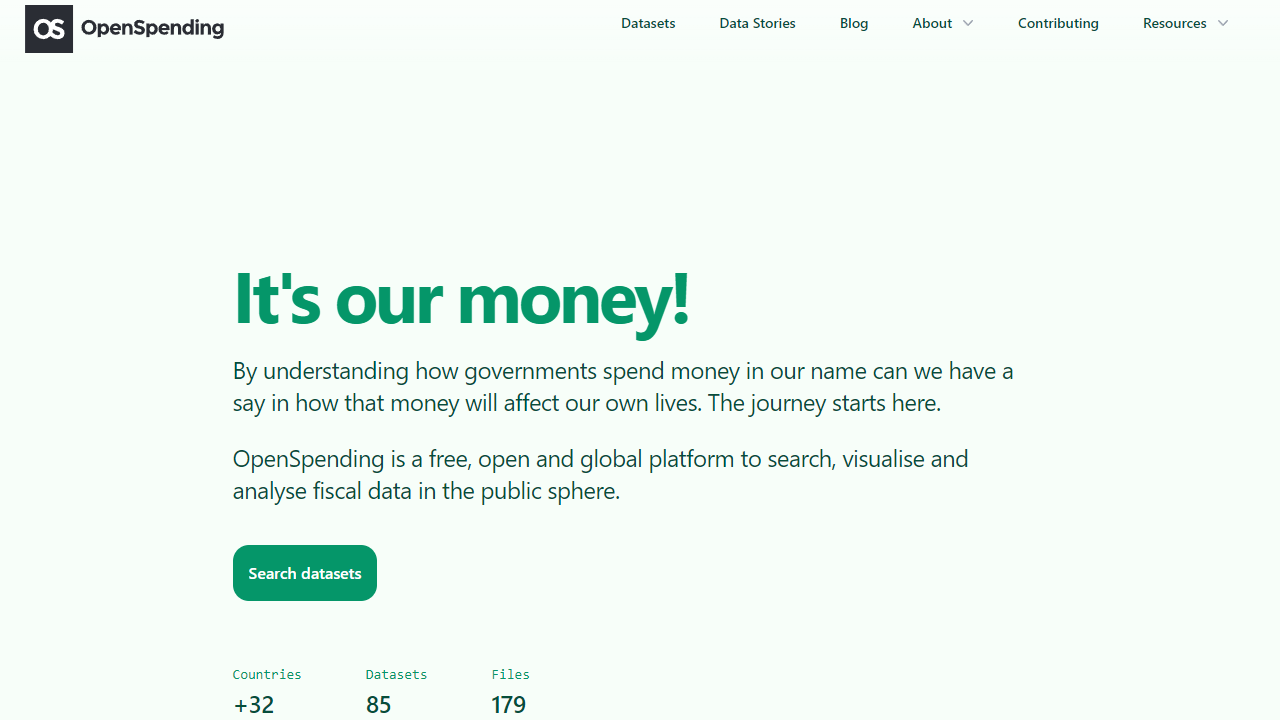 OS OpenSpending
Datasets Data Stories Blog About Contributing Resources
It's our money!
By understanding how governments spend money in our name can we have a
say in how that money will affect our own lives. The journey starts here.
OpenSpending is a free, open and global platform to search, visualise and
analyse fiscal data in the public sphere.
Search datasets
Countries Datasets Files
+32 85 179